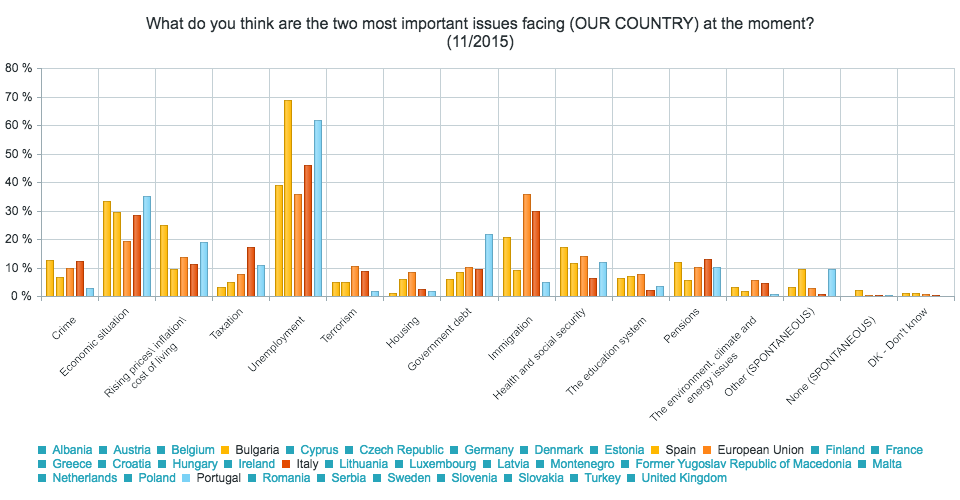 What do you think are the two most important issues facing (OUR COUNTRY) at the moment?
(11/2015)
80 %
70 %
60 %
50 %
40 %
30 %
20 %
10 %
0 %
Crime
Economic situation
Rising prices\ inflation\
cost of living
Taxation
Unemployment
Terrorism
Housing
Government debt
Immigration
Health and social security
The education system
Pensions
The environment, climate and
energy issues
Other (SPONTANEOUS)
None (SPONTANEOUS)
DK - Don't know
Albania Austria Belgium Bulgaria Cyprus Czech Republic Germany Denmark Estonia Spain European Union Finland France
Greece Croatia Hungary Ireland Italy Lithuania Luxembourg Latvia Montenegro Former Yugoslav Republic of Macedonia Malta
Netherlands Poland Portugal Romania Serbia Sweden Slovenia Slovakia Turkey United Kingdom